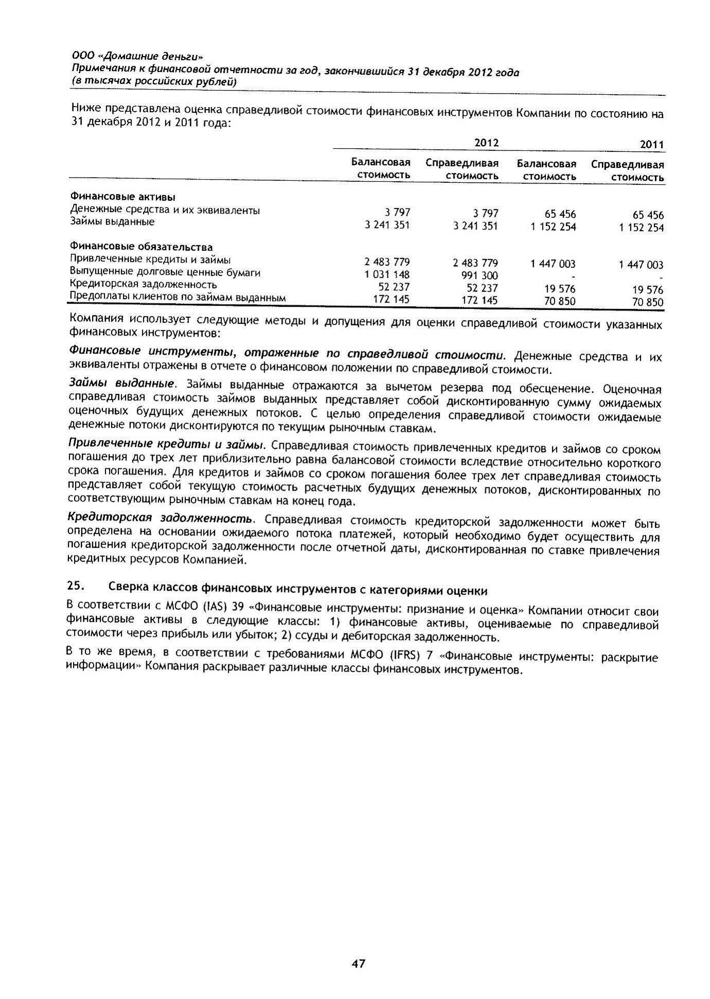 ООО «Домашние деньги»
Примечания к финансовой отчетности за год, закончившийся 31 декабря 2012 года
(в тысячах российских рублей)
Ниже представлена оценка справедливой стоимости финансовых инструментов Компании по состоянию на
31 декабря 2012 и 2011 года:
2012 2011
Балансовая Справедливая Балансовая Справедливая
стоимость стоимость стоимость стоимость
Финансовые активы
Денежные средства и их эквиваленты 3 797 3 797 65 456 65 456
Займы выданные 3 241 351 3 241 351 1 152 254 1 152 254
Финансовые обязательства
Привлеченные кредиты и займы 2 483 779 2 483 779 1 447 003 1 447 003
Выпущенные долговые ценные бумаги 1 031 148 991 300 - -
Кредиторская задолженность 52 237 52 237 19 576 19 576
Предоплаты клиентов по займам выданным 172 145 172 145 70 850 70 850
Компания использует следующие методы и допущения для оценки справедливой стоимости указанных
финансовых инструментов:
Финансовые инструменты, отраженные по справедливой стоимости. Денежные средства и их
эквиваленты отражены в отчете о финансовом положении по справедливой стоимости.
Займы выданные. Займы выданные отражаются за вычетом резерва под обесценение. Оценочная
справедливая стоимость займов выданных представляет собой дисконтированную сумму ожидаемых
оценочных будущих денежных потоков. С целью определения справедливой стоимости ожидаемые
денежные потоки дисконтируются по текущим рыночным ставкам.
Привлеченные кредиты и займы. Справедливая стоимость привлеченных кредитов и займов со сроком
погашения до трех лет приблизительно равна балансовой стоимости вследствие относительно короткого
срока погашения. Для кредитов и займов со сроком погашения более трех лет справедливая стоимость
представляет собой текущую стоимость расчетных будущих денежных потоков, дисконтированных по
соответствующим рыночным ставкам на конец года.
Кредиторская задолженность. Справедливая стоимость кредиторской задолженности может быть
определена на основании ожидаемого потока платежей, который необходимо будет осуществить для
погашения кредиторской задолженности после отчетной даты, дисконтированная по ставке привлечения
кредитных ресурсов Компанией.
25. Сверка классов финансовых инструментов с категориями оценки
В соответствии с МСФО (IAS) 39 «Финансовые инструменты: признание и оценка» Компании относит свои
финансовые активы в следующие классы: 1) финансовые активы, оцениваемые по справедливой
стоимости через прибыль или убыток; 2) ссуды и дебиторская задолженность.
В то же время, в соответствии с требованиями МСФО (IFRS) 7 «Финансовые инструменты: раскрытие
информации» Компания раскрывает различные классы финансовых инструментов.
47